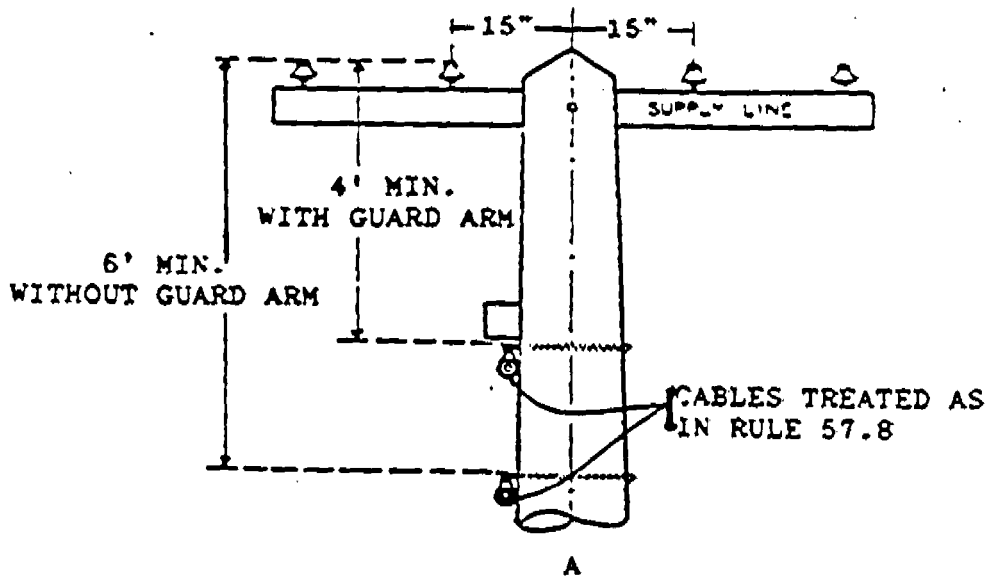 15" 15"
SUPPLY LINE
4' MIN.
WITH GUARD ARM
6' MIN.
WITHOUT GUARD ARM
CABLES TREATED AS
IN RULE 57.8
A